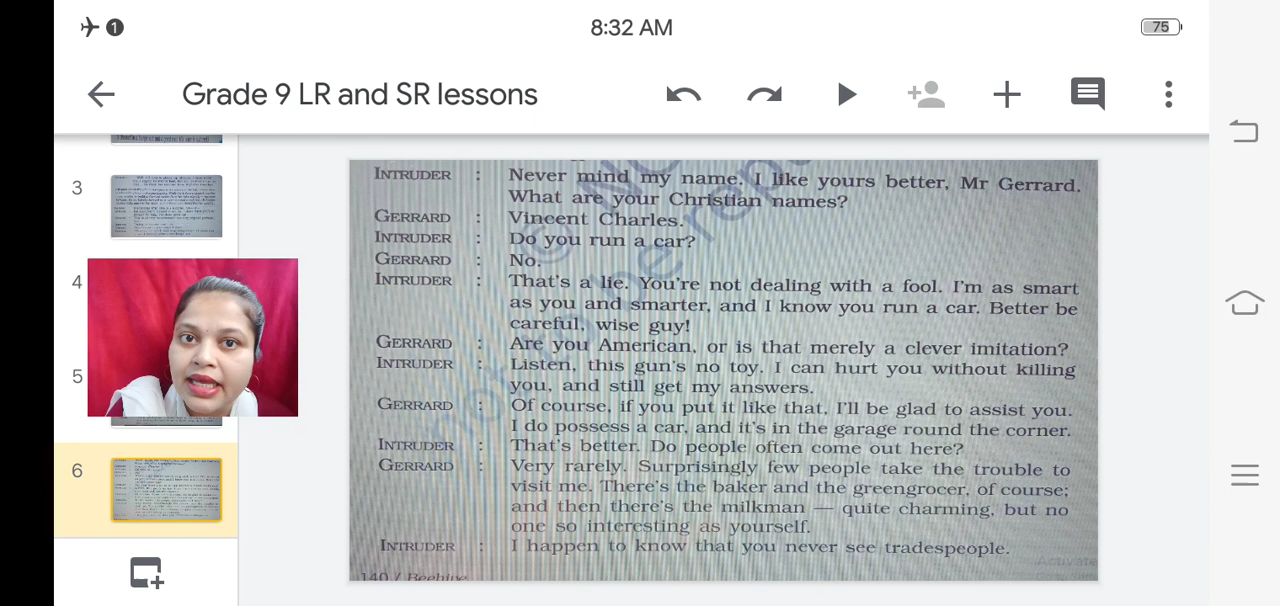 1
8:32 AM
75
Grade 9 LR and SR lessons
3
4
5
6
INTRUDER : Never mind my name. I like yours better, Mr Gerrard.
What are your Christian names?
GERRARD : Vincent Charles.
INTRUDER : Do you run a car?
GERRARD : No.
INTRUDER : That's a lie. You're not dealing with a fool. I'm as smart
as you and smarter, and I know you run a car. Better be
careful, wise guy!
GERRARD : Are you American, or is that merely a clever imitation?
INTRUDER : Listen, this gun's no toy. I can hurt you without killing
you, and still get my answers.
GERRARD : Of course, if you put it like that, I'll be glad to assist you.
I do possess a car, and it's in the garage round the corner.
INTRUDER : That's better. Do people often come out here?
GERRARD : Very rarely. Surprisingly few people take the trouble to
visit me. There's the baker and the greengrocer, of course;
and then there's the milkman — quite charming, but no
one so interesting as yourself.
INTRUDER : I happen to know that you never see tradespeople.
140 / Beehive
Activate